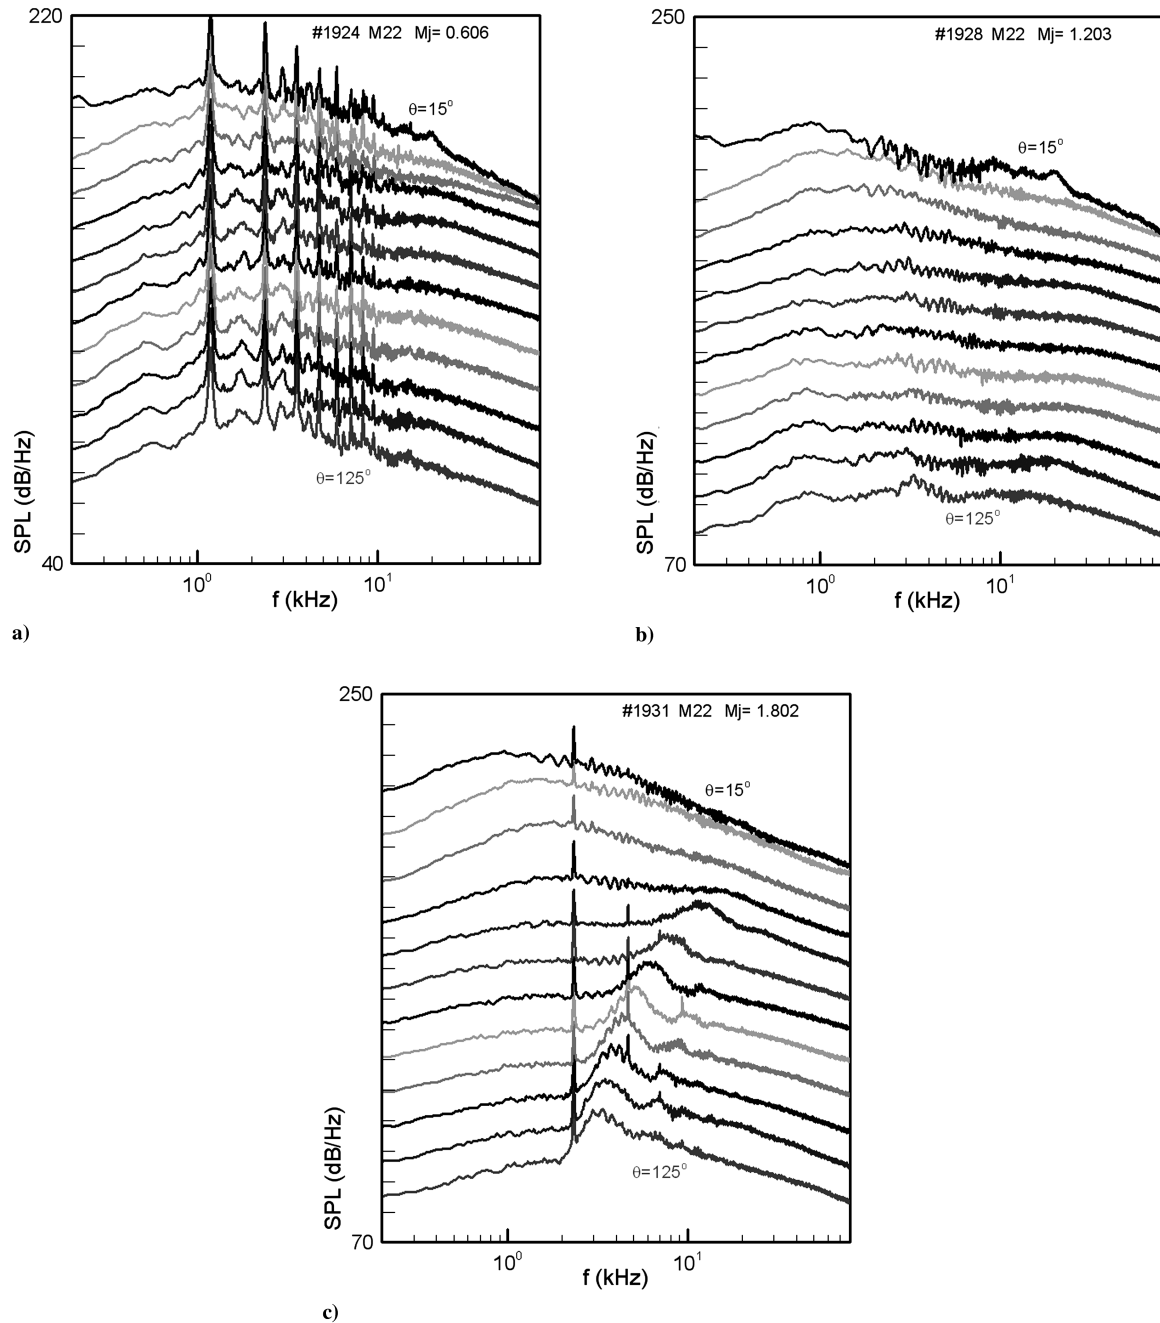 220
#1924 M22 Mj= 0.606
θ=15°
θ=125°
SPL (dB/Hz)
40
10⁰
10¹
f (kHz)
a)
250
#1928 M22 Mj= 1.203
θ=15°
θ=125°
SPL (dB/Hz)
70
10⁰
10¹
f (kHz)
b)
250
#1931 M22 Mj= 1.802
θ=15°
θ=125°
SPL (dB/Hz)
70
10⁰
10¹
f (kHz)
c)